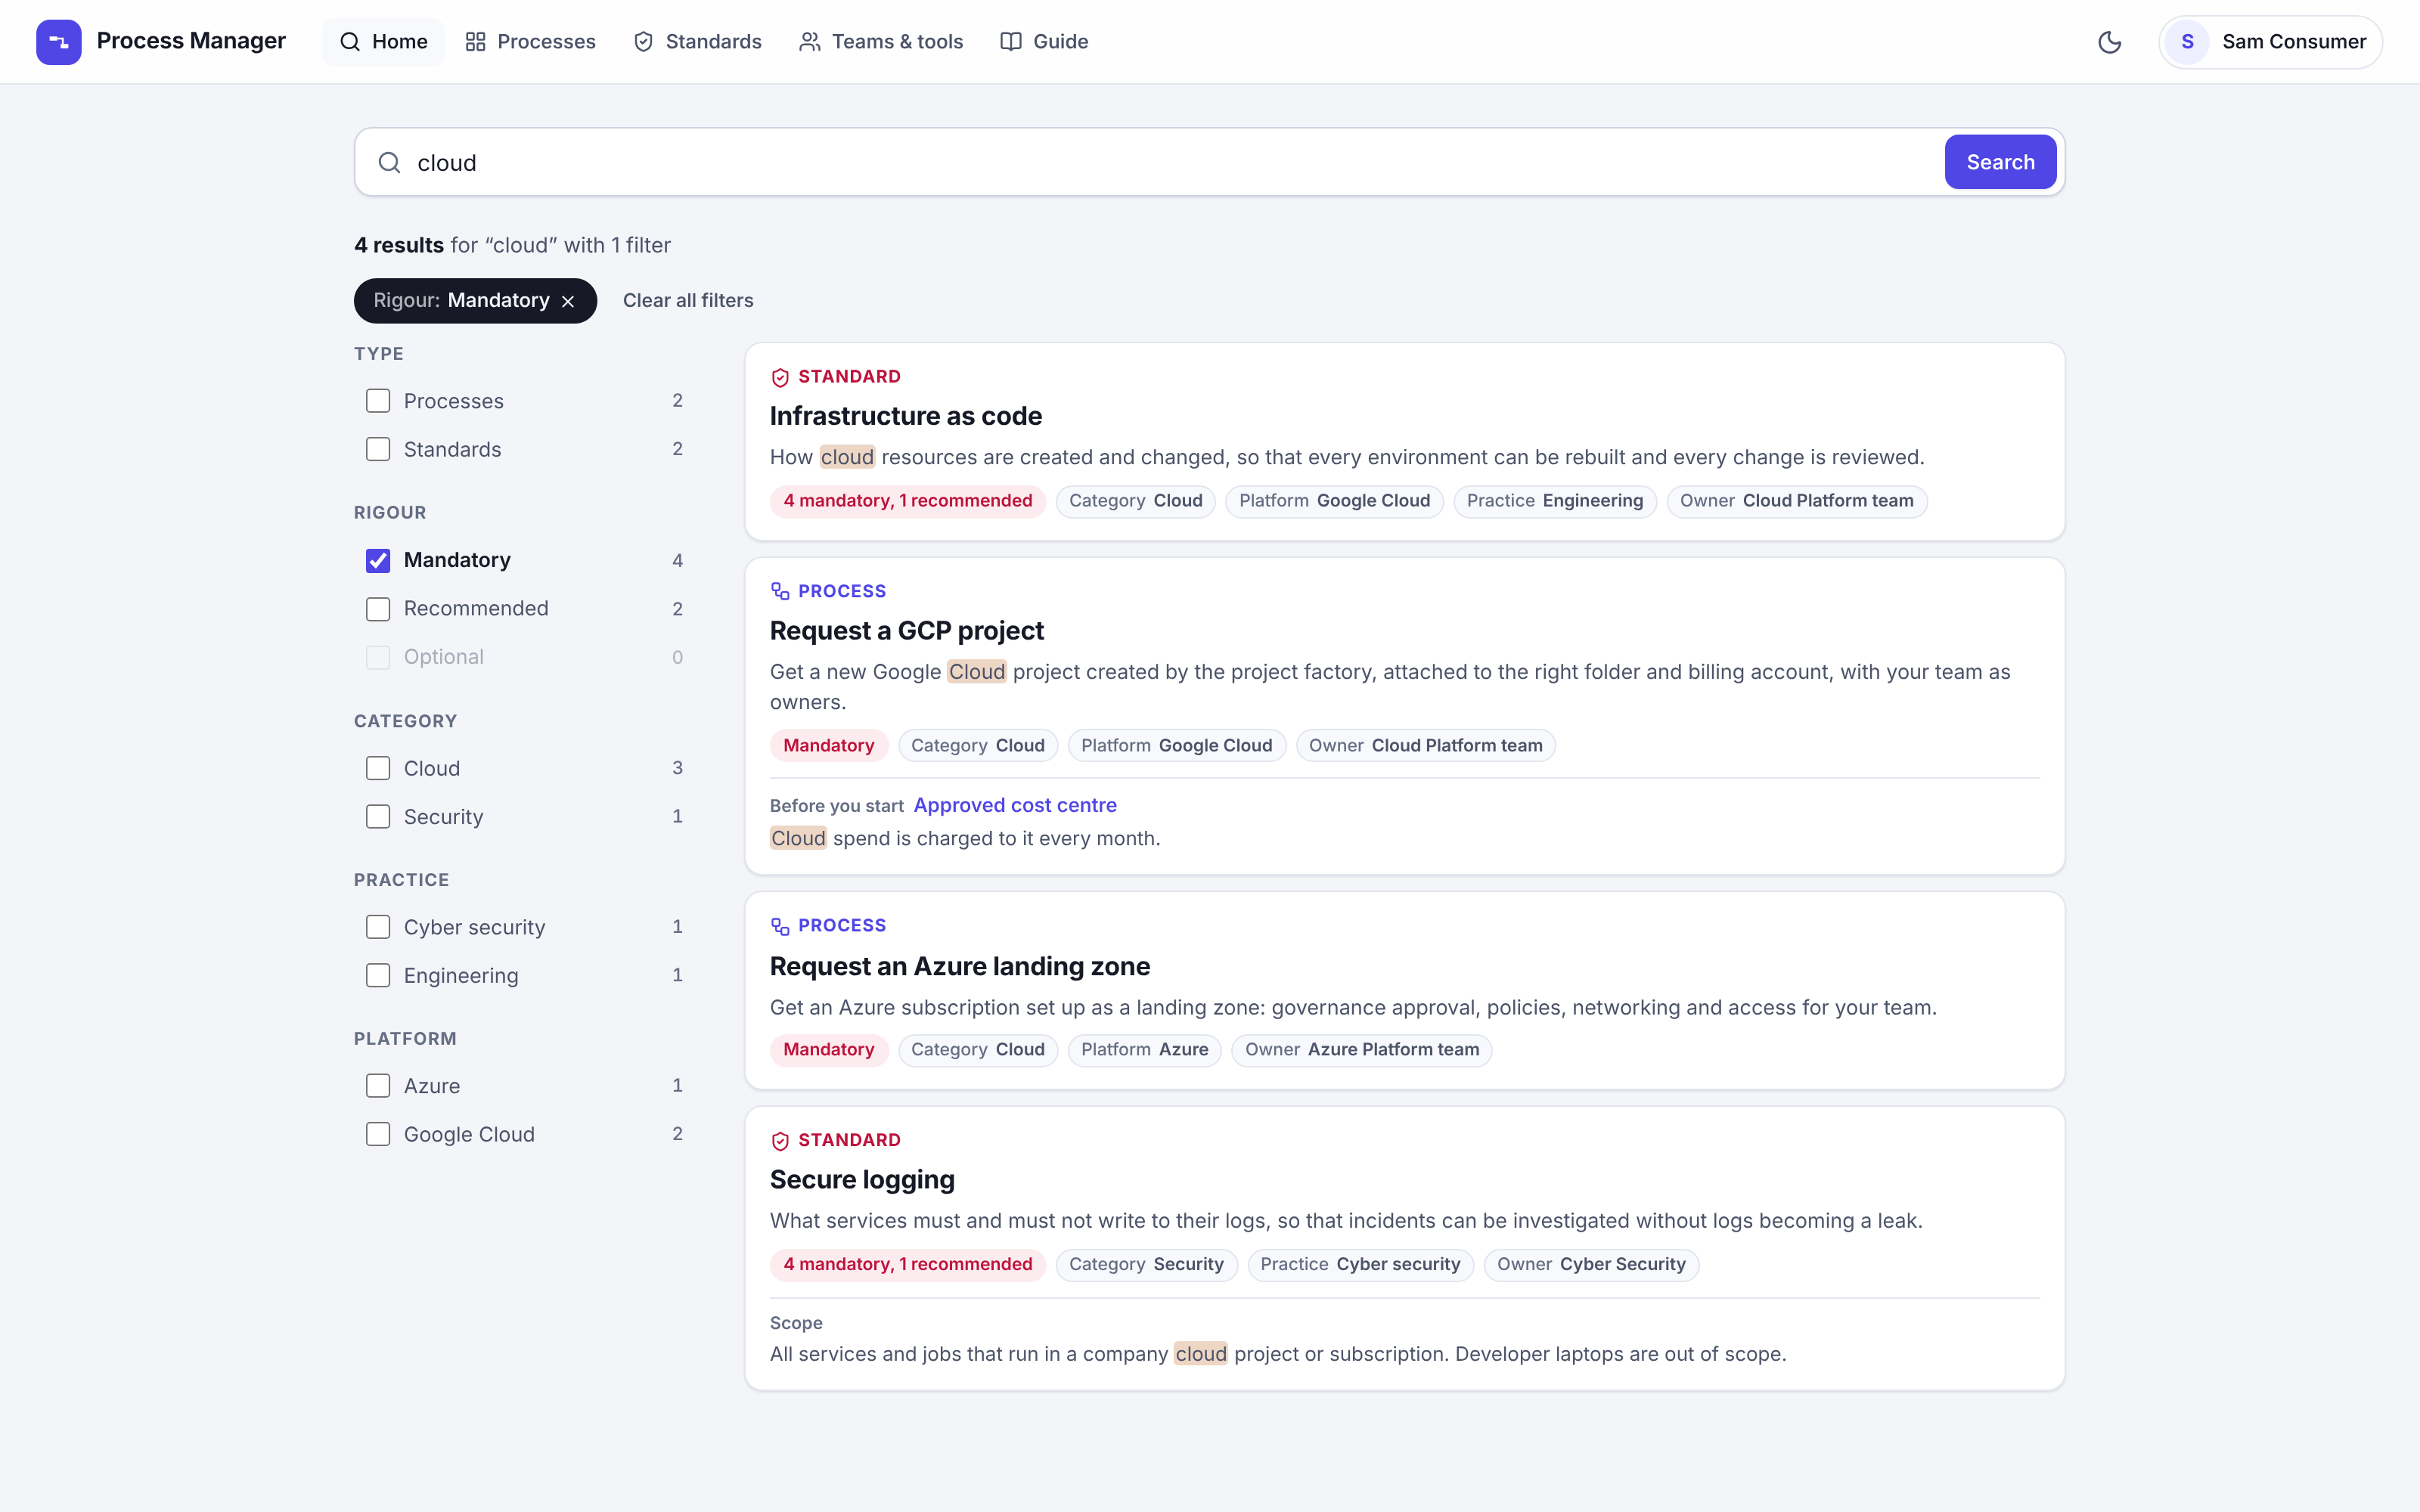 Process Manager
Home
Processes
Standards
Teams & tools
Guide
S
Sam Consumer
cloud
Search
4 results for “cloud” with 1 filter
Rigour: Mandatory
Clear all filters
TYPE
Processes 2
Standards 2
RIGOUR
Mandatory 4
Recommended 2
Optional 0
CATEGORY
Cloud 3
Security 1
PRACTICE
Cyber security 1
Engineering 1
PLATFORM
Azure 1
Google Cloud 2
STANDARD
Infrastructure as code
How cloud resources are created and changed, so that every environment can be rebuilt and every change is reviewed.
4 mandatory, 1 recommended Category Cloud Platform Google Cloud Practice Engineering Owner Cloud Platform team
PROCESS
Request a GCP project
Get a new Google Cloud project created by the project factory, attached to the right folder and billing account, with your team as
owners.
Mandatory Category Cloud Platform Google Cloud Owner Cloud Platform team
Before you start Approved cost centre
Cloud spend is charged to it every month.
PROCESS
Request an Azure landing zone
Get an Azure subscription set up as a landing zone: governance approval, policies, networking and access for your team.
Mandatory Category Cloud Platform Azure Owner Azure Platform team
STANDARD
Secure logging
What services must and must not write to their logs, so that incidents can be investigated without logs becoming a leak.
4 mandatory, 1 recommended Category Security Practice Cyber security Owner Cyber Security
Scope
All services and jobs that run in a company cloud project or subscription. Developer laptops are out of scope.